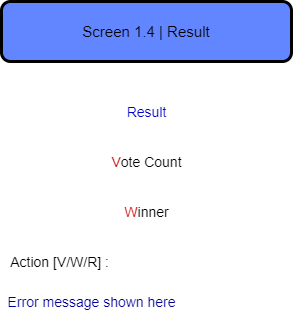 Screen 1.4 | Result
Result
Vote Count
Winner
Action [V/W/R] :
Error message shown here